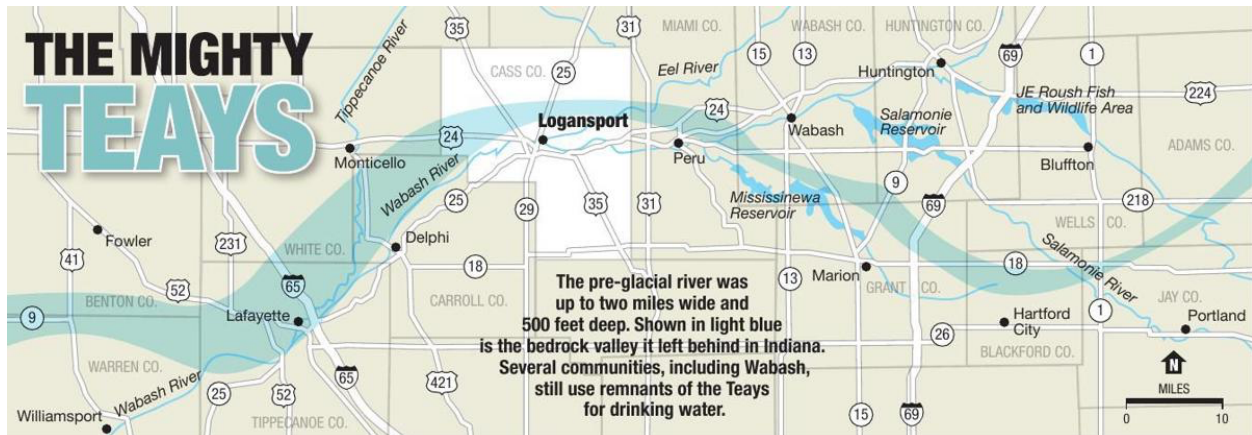 THE MIGHTY
TEAYS
Tippecanoe River
35
CASS CO.
25
31
MIAMI CO.
15
WABASH CO.
13
HUNTINGTON CO.
69
1
Eel River
Huntington
JE Roush Fish
and Wildlife Area
224
24
Logansport
24
Wabash
Salamonie
Reservoir
Monticello
Peru
Bluffton
ADAMS CO.
Wabash River
25
29
35
31
Mississinewa
Reservoir
9
69
218
WELLS CO.
Fowler
231
WHITE CO.
Delphi
41
52
65
18
Marion
18
Salamonie River
BENTON CO.
CARROLL CO.
13
GRANT CO.
JAY CO.
9
Lafayette
Hartford
City
1
Portland
The pre-glacial river was
up to two miles wide and
500 feet deep. Shown in light blue
is the bedrock valley it left behind in Indiana.
Several communities, including Wabash,
still use remnants of the Teays
for drinking water.
26
BLACKFORD CO.
WARREN CO.
Wabash River
25
52
65
421
15
69
N
MILES
0 10
Williamsport
TIPPECANOE CO.